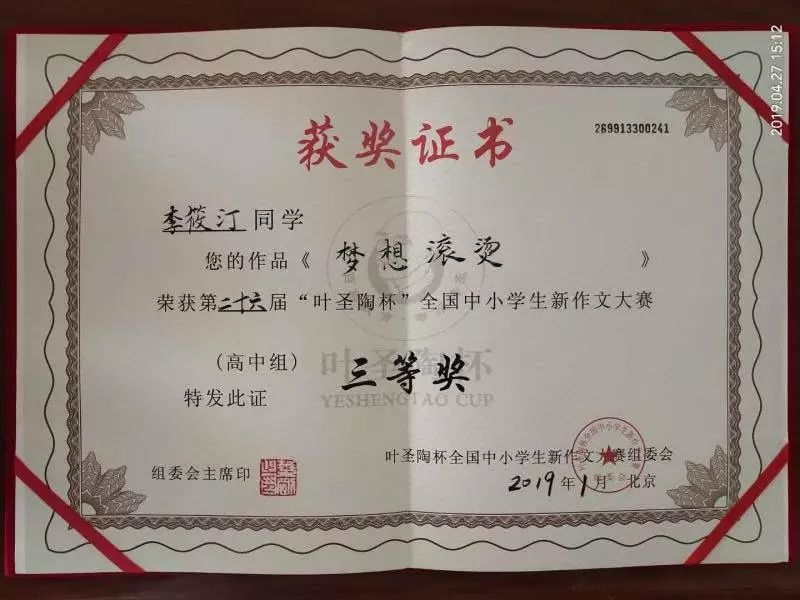 2019.04.27 15:12
269913300241
获奖证书
李筱汀同学
您的作品《梦想滚烫》
荣获第二十六届“叶圣陶杯”全国中小学生新作文大赛
叶圣陶杯
YESHENGTAO CUP
(高中组) 三等奖
特发此证
叶圣陶杯全国中小学生新作文大赛组委会
组委会主席印
2019年1月 北京